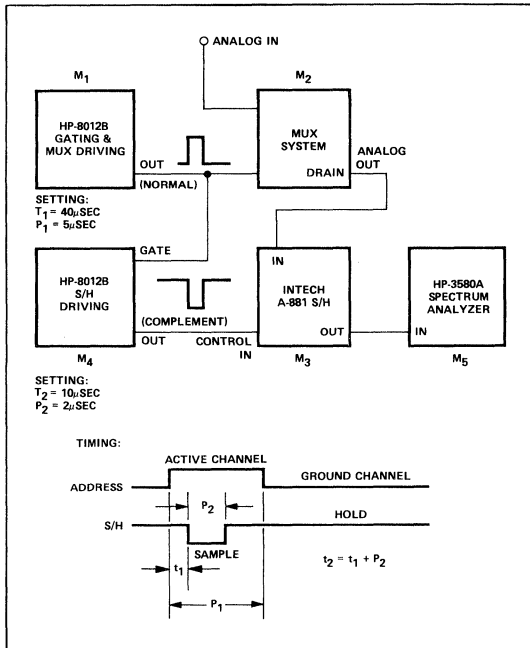 ANALOG IN
M1
M2
HP-8012B
GATING &
MUX DRIVING
OUT
(NORMAL)
MUX
SYSTEM
DRAIN
ANALOG
OUT
SETTING:
T1 = 40μSEC
P1 = 5μSEC
GATE
HP-8012B
S/H
DRIVING
(COMPLEMENT)
OUT
CONTROL
IN
IN
INTECH
A-881 S/H
OUT
HP-3580A
SPECTRUM
ANALYZER
IN
M4
M3
M5
SETTING:
T2 = 10μSEC
P2 = 2μSEC
TIMING:
ACTIVE CHANNEL
ADDRESS
GROUND CHANNEL
P2
S/H
HOLD
SAMPLE
t1
t2 = t1 + P2
P1